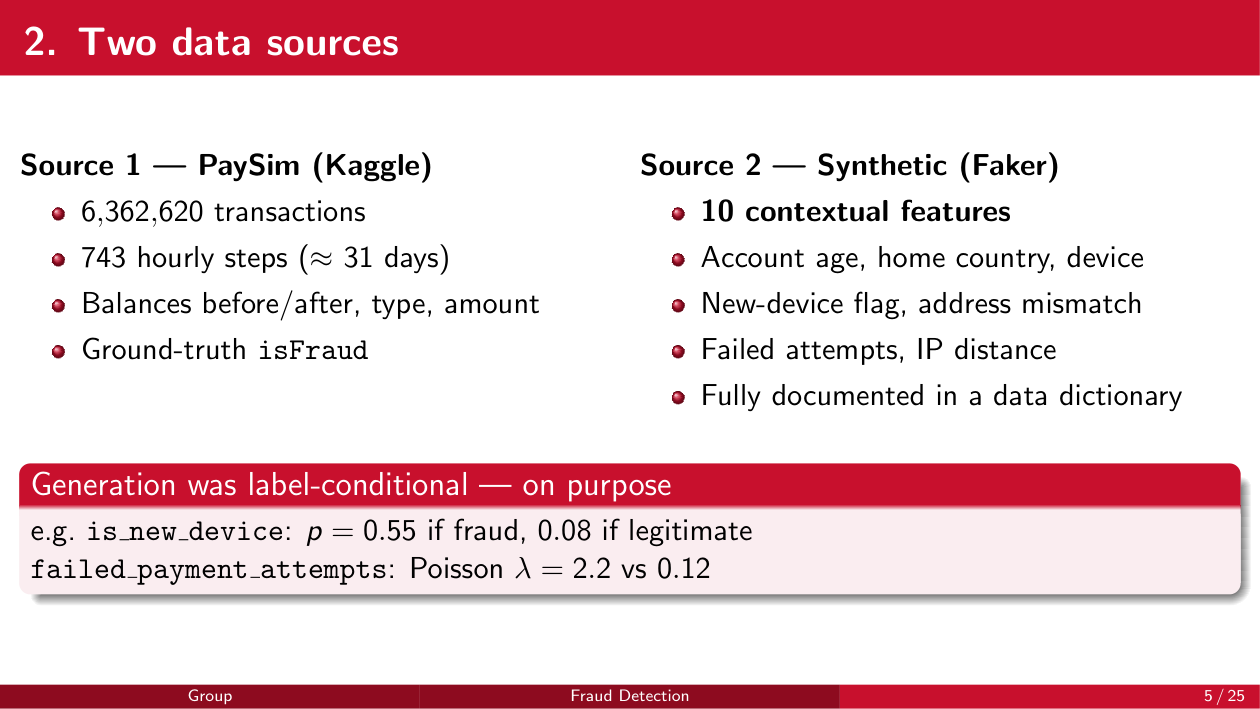 2. Two data sources
Source 1 — PaySim (Kaggle)
6,362,620 transactions
743 hourly steps (≈ 31 days)
Balances before/after, type, amount
Ground-truth isFraud
Source 2 — Synthetic (Faker)
10 contextual features
Account age, home country, device
New-device flag, address mismatch
Failed attempts, IP distance
Fully documented in a data dictionary
Generation was label-conditional — on purpose
e.g. is_new_device: p = 0.55 if fraud, 0.08 if legitimate
failed_payment_attempts: Poisson λ = 2.2 vs 0.12
Group
Fraud Detection
5 / 25